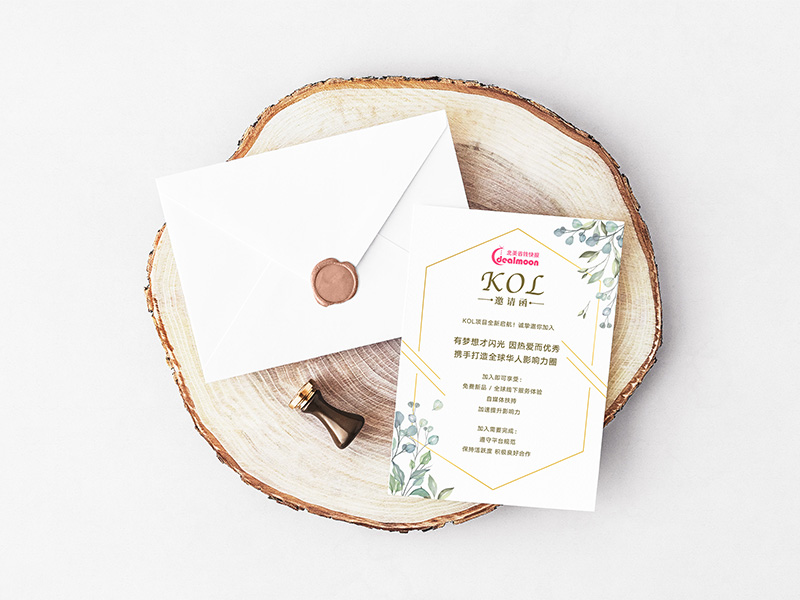 北美省钱快报
dealmoon
KOL
邀请函
KOL项目全新启航！诚挚邀你加入
有梦想才闪光 因热爱而优秀
携手打造全球华人影响力圈
加入即可享受：
免费新品 / 全球线下服务体验
自媒体扶持
加速提升影响力
加入需要完成：
遵守平台规范
保持活跃度 积极良好合作